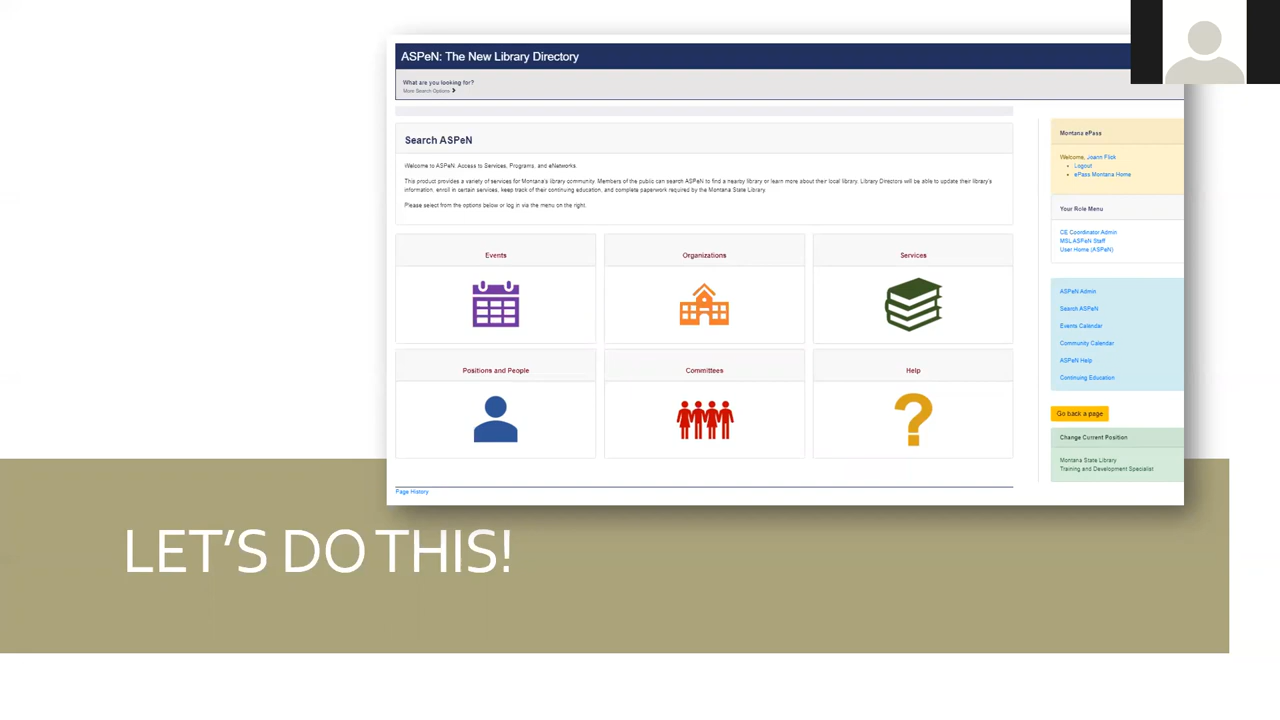 ASPeN: The New Library Directory
What are you looking for?
More Search Options
Search ASPeN
Welcome to ASPeN: Access to Services, Programs, and eNetworks.
This product provides a variety of services for Montana's library community. Members of the public can search ASPeN to find a nearby library or learn more about their local library. Library Directors will be able to update their library's
information, enroll in certain services, keep track of their continuing education, and complete paperwork required by the Montana State Library.
Please select from the options below or log in via the menu on the right.
Events
Organizations
Services
Positions and People
Committees
Help
Page History
Montana ePass
Welcome, Joann Flick
Logout
ePass Montana Home
Your Role Menu
CE Coordinator Admin
MSL ASPeN Staff
User Home (ASPeN)
ASPeN Admin
Search ASPeN
Events Calendar
Community Calendar
ASPeN Help
Continuing Education
Go back a page
Change Current Position
Montana State Library
Training and Development Specialist
LET'S DO THIS!